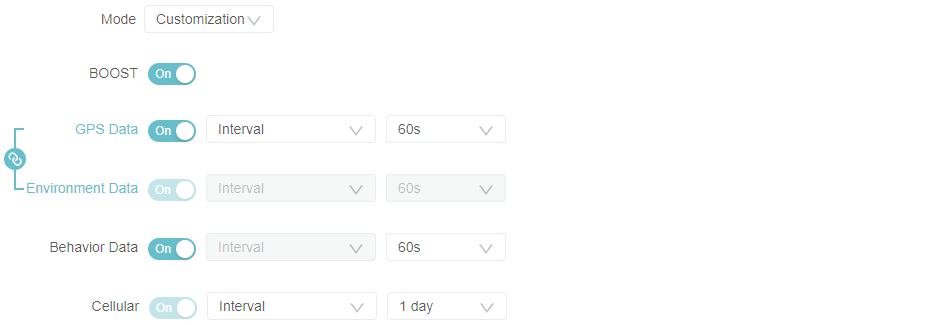 Mode Customization
BOOST On
GPS Data On Interval 60s
Environment Data On Interval 60s
Behavior Data On Interval 60s
Cellular On Interval 1 day